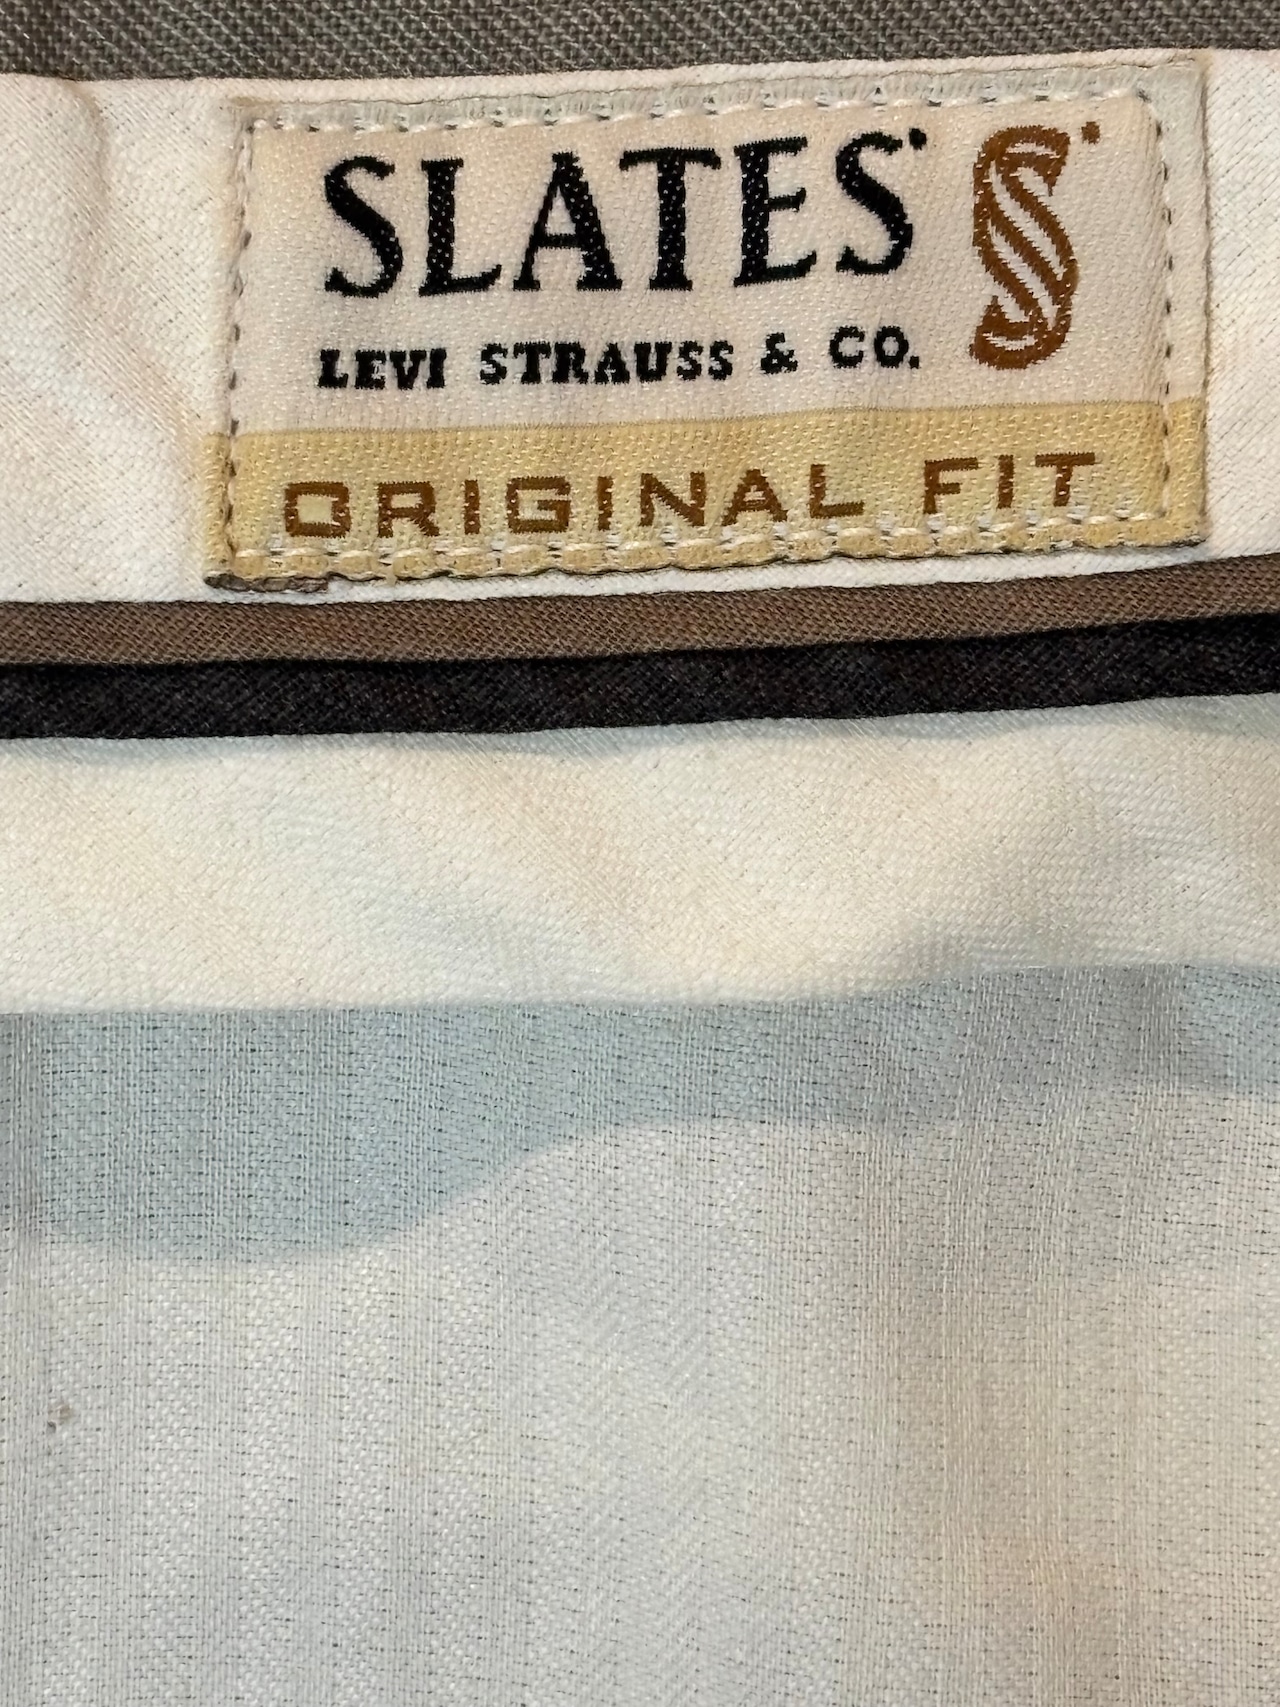 SLATES
LEVI STRAUSS & CO.
ORIGINAL FIT